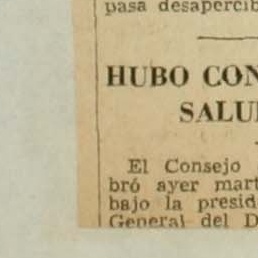 pasa desapercib
HUBO CON
SALU
El Consejo
bró ayer mart
bajo la presid
General del D